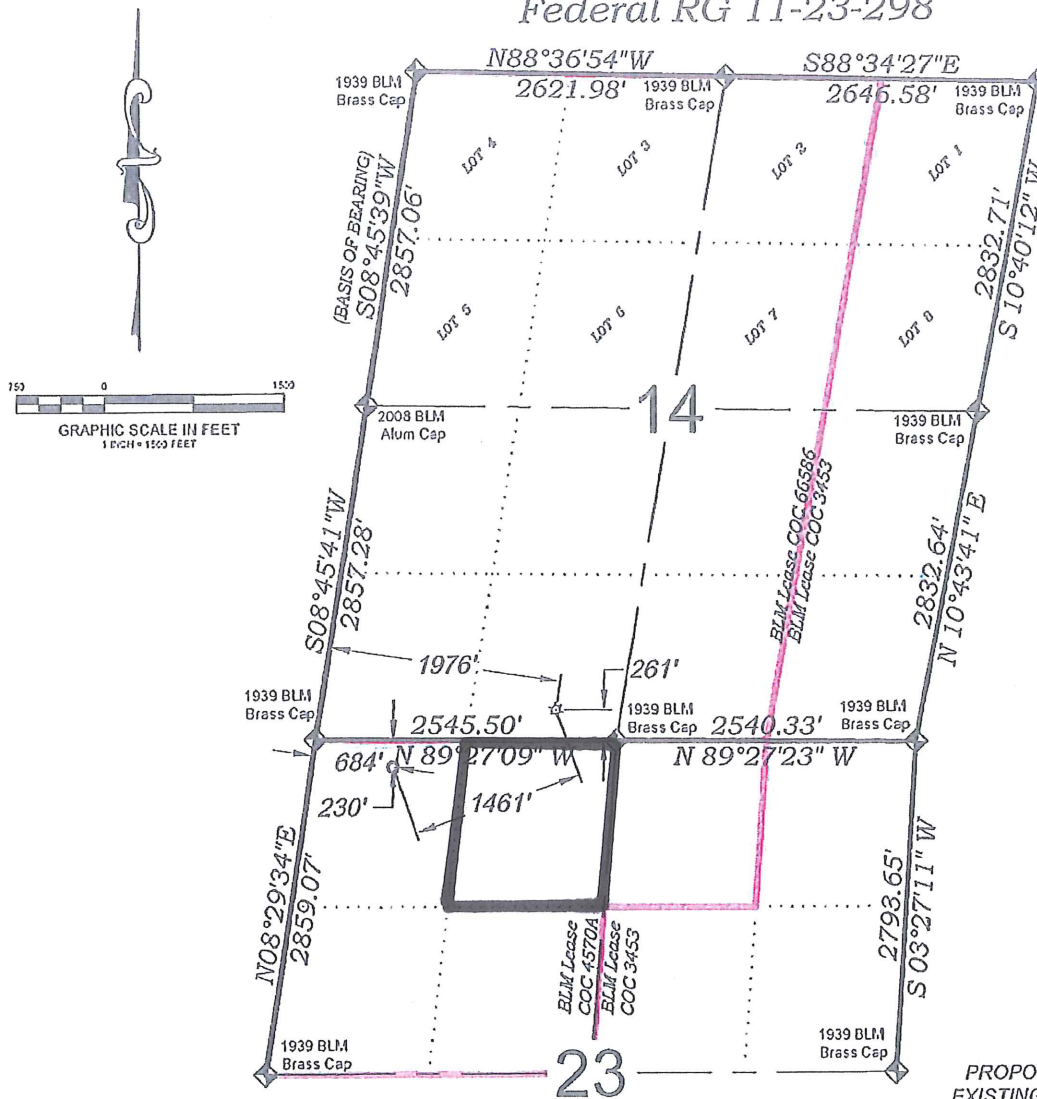 Federal RG 11-23-298
N88°36'54"W
S88°34'27"E
1939 BLM
Brass Cap
2621.98'
1939 BLM
Brass Cap
2646.58'
1939 BLM
Brass Cap
LOT 4
LOT 3
LOT 2
LOT 1
(BASIS OF BEARING)
S08°45'39"W
2857.06'
2832.71'
S 10°40'12" W
LOT 5
LOT 6
LOT 7
LOT 8
750 0 1500
GRAPHIC SCALE IN FEET
1 INCH = 1500 FEET
2008 BLM
Alum Cap
14
1939 BLM
Brass Cap
BLM Lease COC 66586
BLM Lease COC 3453
S08°45'41"W
2857.28'
2832.64'
N 10°43'41" E
1976'
261'
1939 BLM
Brass Cap
2545.50'
N 89°27'09" W
1939 BLM
Brass Cap
2540.33'
N 89°27'23" W
1939 BLM
Brass Cap
684'
230'
1461'
N08°29'34"E
2859.07'
2793.65'
S 03°27'11" W
BLM Lease
COC 4570A
BLM Lease
COC 3453
1939 BLM
Brass Cap
23
1939 BLM
Brass Cap
PROPO
EXISTING